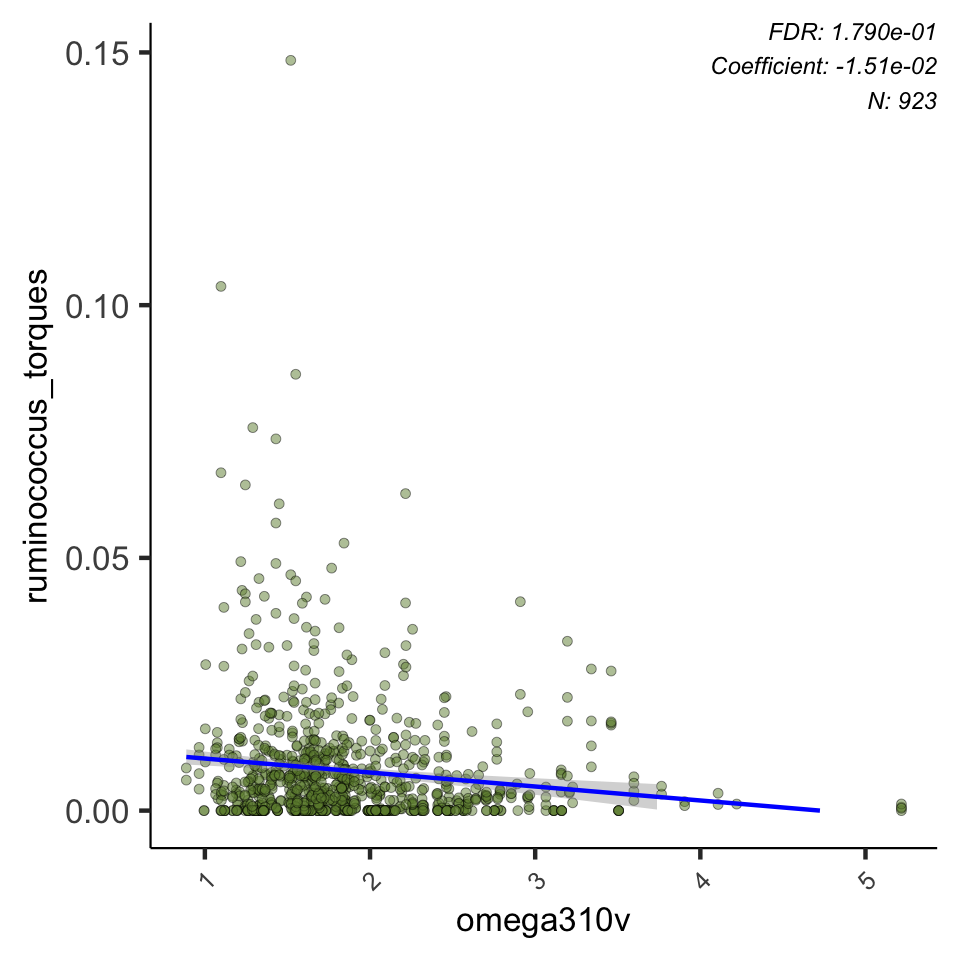 FDR: 1.790e-01
Coefficient: -1.51e-02
N: 923
0.15
0.10
0.05
0.00
ruminococcus_torques
1 2 3 4 5
omega310v